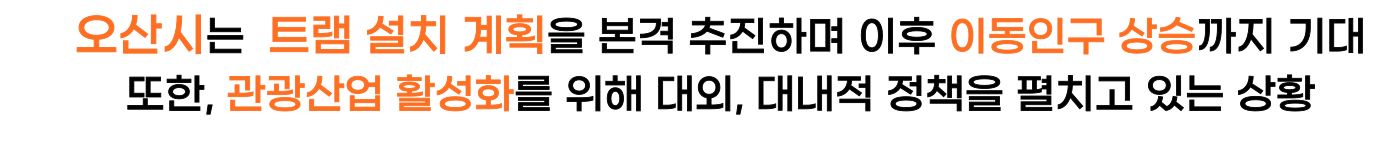 오산시는 트램 설치 계획을 본격 추진하며 이후 이동인구 상승까지 기대
또한, 관광산업 활성화를 위해 대외, 대내적 정책을 펼치고 있는 상황